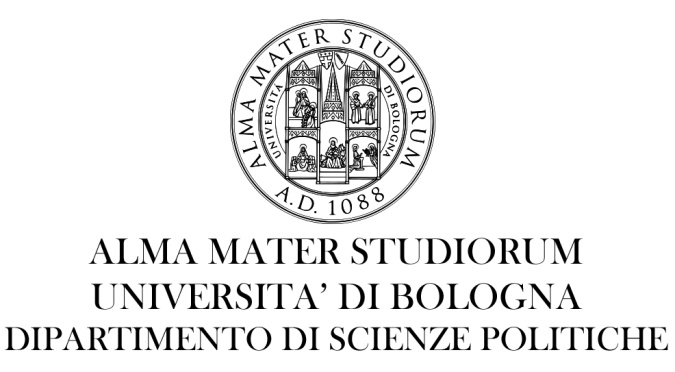 ALMA MATER STUDIORUM
UNIVERSITA DI BOLOGNA
A.D. 1088
ALMA MATER STUDIORUM
UNIVERSITA’ DI BOLOGNA
DIPARTIMENTO DI SCIENZE POLITICHE